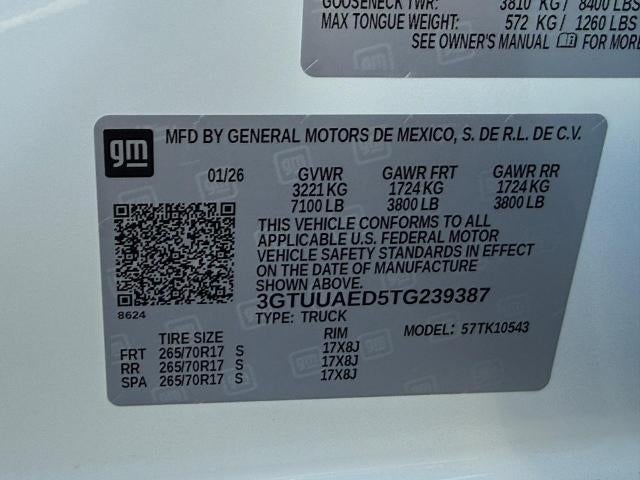 GOOSENECK TWR: 3810 KG / 8400 LBS
MAX TONGUE WEIGHT: 572 KG / 1260 LBS
SEE OWNER'S MANUAL FOR MORE
gm
gm MFD BY GENERAL MOTORS DE MEXICO, S. DE R.L. DE C.V.
01/26 GVWR GAWR FRT GAWR RR
3221 KG 1724 KG 1724 KG
7100 LB 3800 LB 3800 LB
THIS VEHICLE CONFORMS TO ALL
APPLICABLE U.S. FEDERAL MOTOR
VEHICLE SAFETY STANDARDS IN EFFECT
ON THE DATE OF MANUFACTURE
SHOWN ABOVE.
3GTUUAED5TG239387
8624
TYPE: TRUCK MODEL: 57TK10543
TIRE SIZE RIM
FRT 265/70R17 S 17X8J
RR 265/70R17 S 17X8J
SPA 265/70R17 S 17X8J